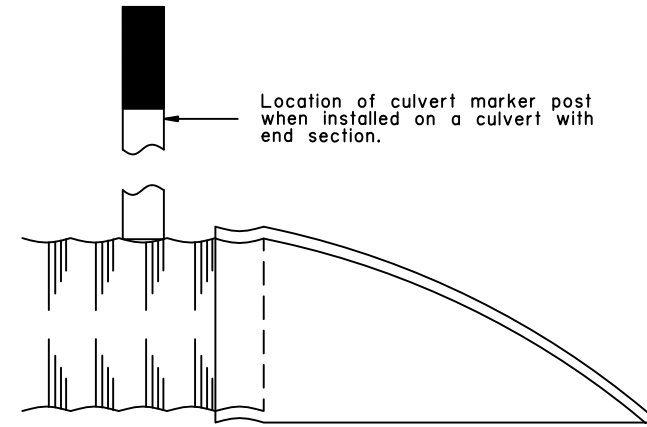 Location of culvert marker post
when installed on a culvert with
end section.